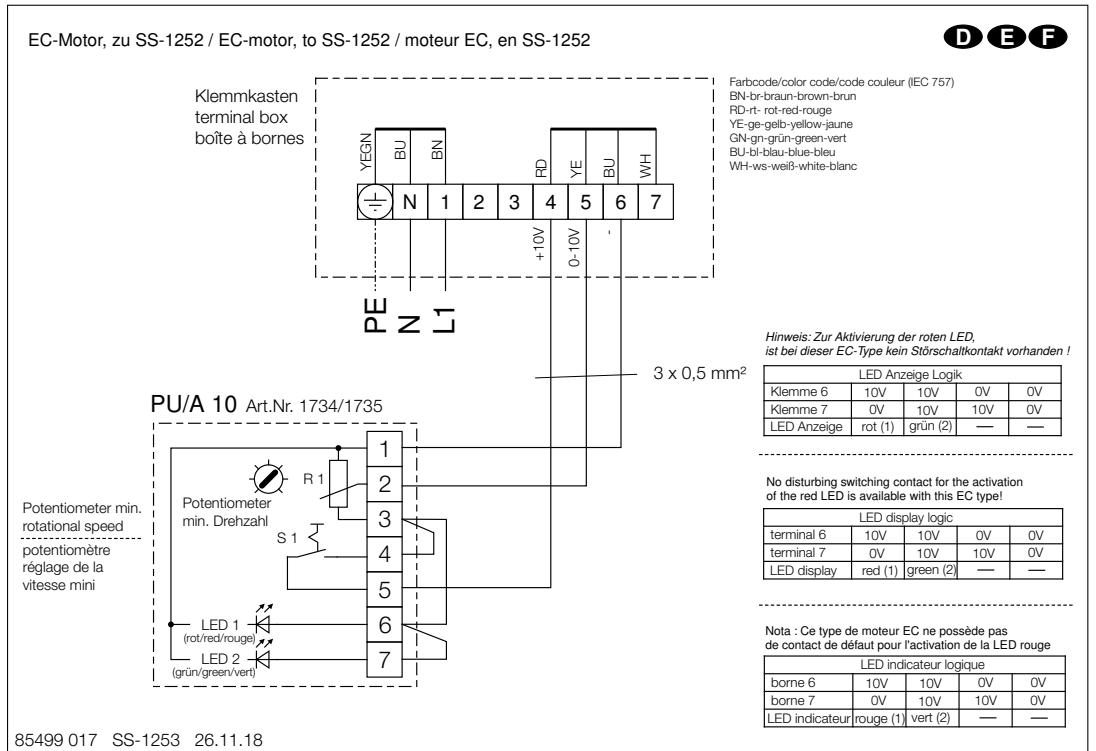 EC-Motor, zu SS-1252 / EC-motor, to SS-1252 / moteur EC, en SS-1252
D E F
Klemmkasten
terminal box
boîte à bornes
Farbcode/color code/code couleur (IEC 757)
BN-br-braun-brown-brun
RD-rt- rot-red-rouge
YE-ge-gelb-yellow-jaune
GN-gn-grün-green-vert
BU-bl-blau-blue-bleu
WH-ws-weiß-white-blanc
YEGN BU BN RD YE BU WH
N 1 2 3 4 5 6 7
+10V 0-10V -
PE N L1
3 x 0,5 mm²
Hinweis: Zur Aktivierung der roten LED,
ist bei dieser EC-Type kein Störschaltkontakt vorhanden !
LED Anzeige Logik
Klemme 6 10V 10V 0V 0V
Klemme 7 0V 10V 10V 0V
LED Anzeige rot (1) grün (2) — —
PU/A 10 Art.Nr. 1734/1735
1
2
3
4
5
6
7
R 1
Potentiometer
min. Drehzahl
S 1
LED 1
(rot/red/rouge)
LED 2
(grün/green/vert)
Potentiometer min.
rotational speed
potentiomètre
réglage de la
vitesse mini
No disturbing switching contact for the activation
of the red LED is available with this EC type!
LED display logic
terminal 6 10V 10V 0V 0V
terminal 7 0V 10V 10V 0V
LED display red (1) green (2) — —
Nota : Ce type de moteur EC ne possède pas
de contact de défaut pour l'activation de la LED rouge
LED indicateur logique
borne 6 10V 10V 0V 0V
borne 7 0V 10V 10V 0V
LED indicateur rouge (1) vert (2) — —
85499 017 SS-1253 26.11.18